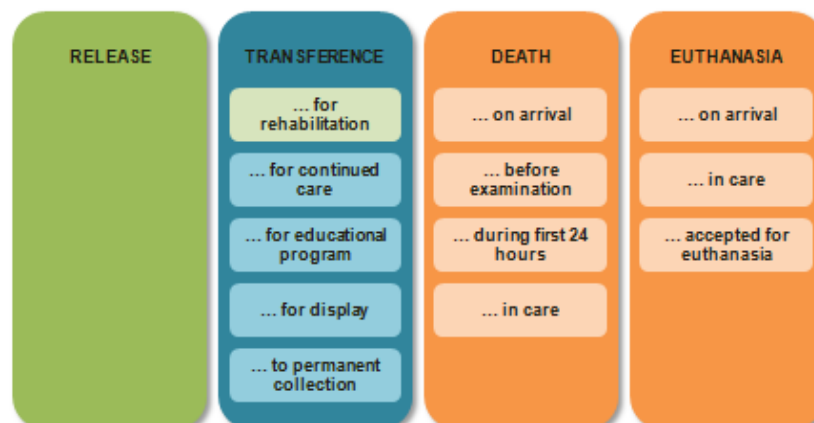 RELEASE
TRANSFERENCE
... for
rehabilitation
... for continued
care
... for educational
program
... for display
... to permanent
collection
DEATH
... on arrival
... before
examination
... during first 24
hours
... in care
EUTHANASIA
... on arrival
... in care
... accepted for
euthanasia